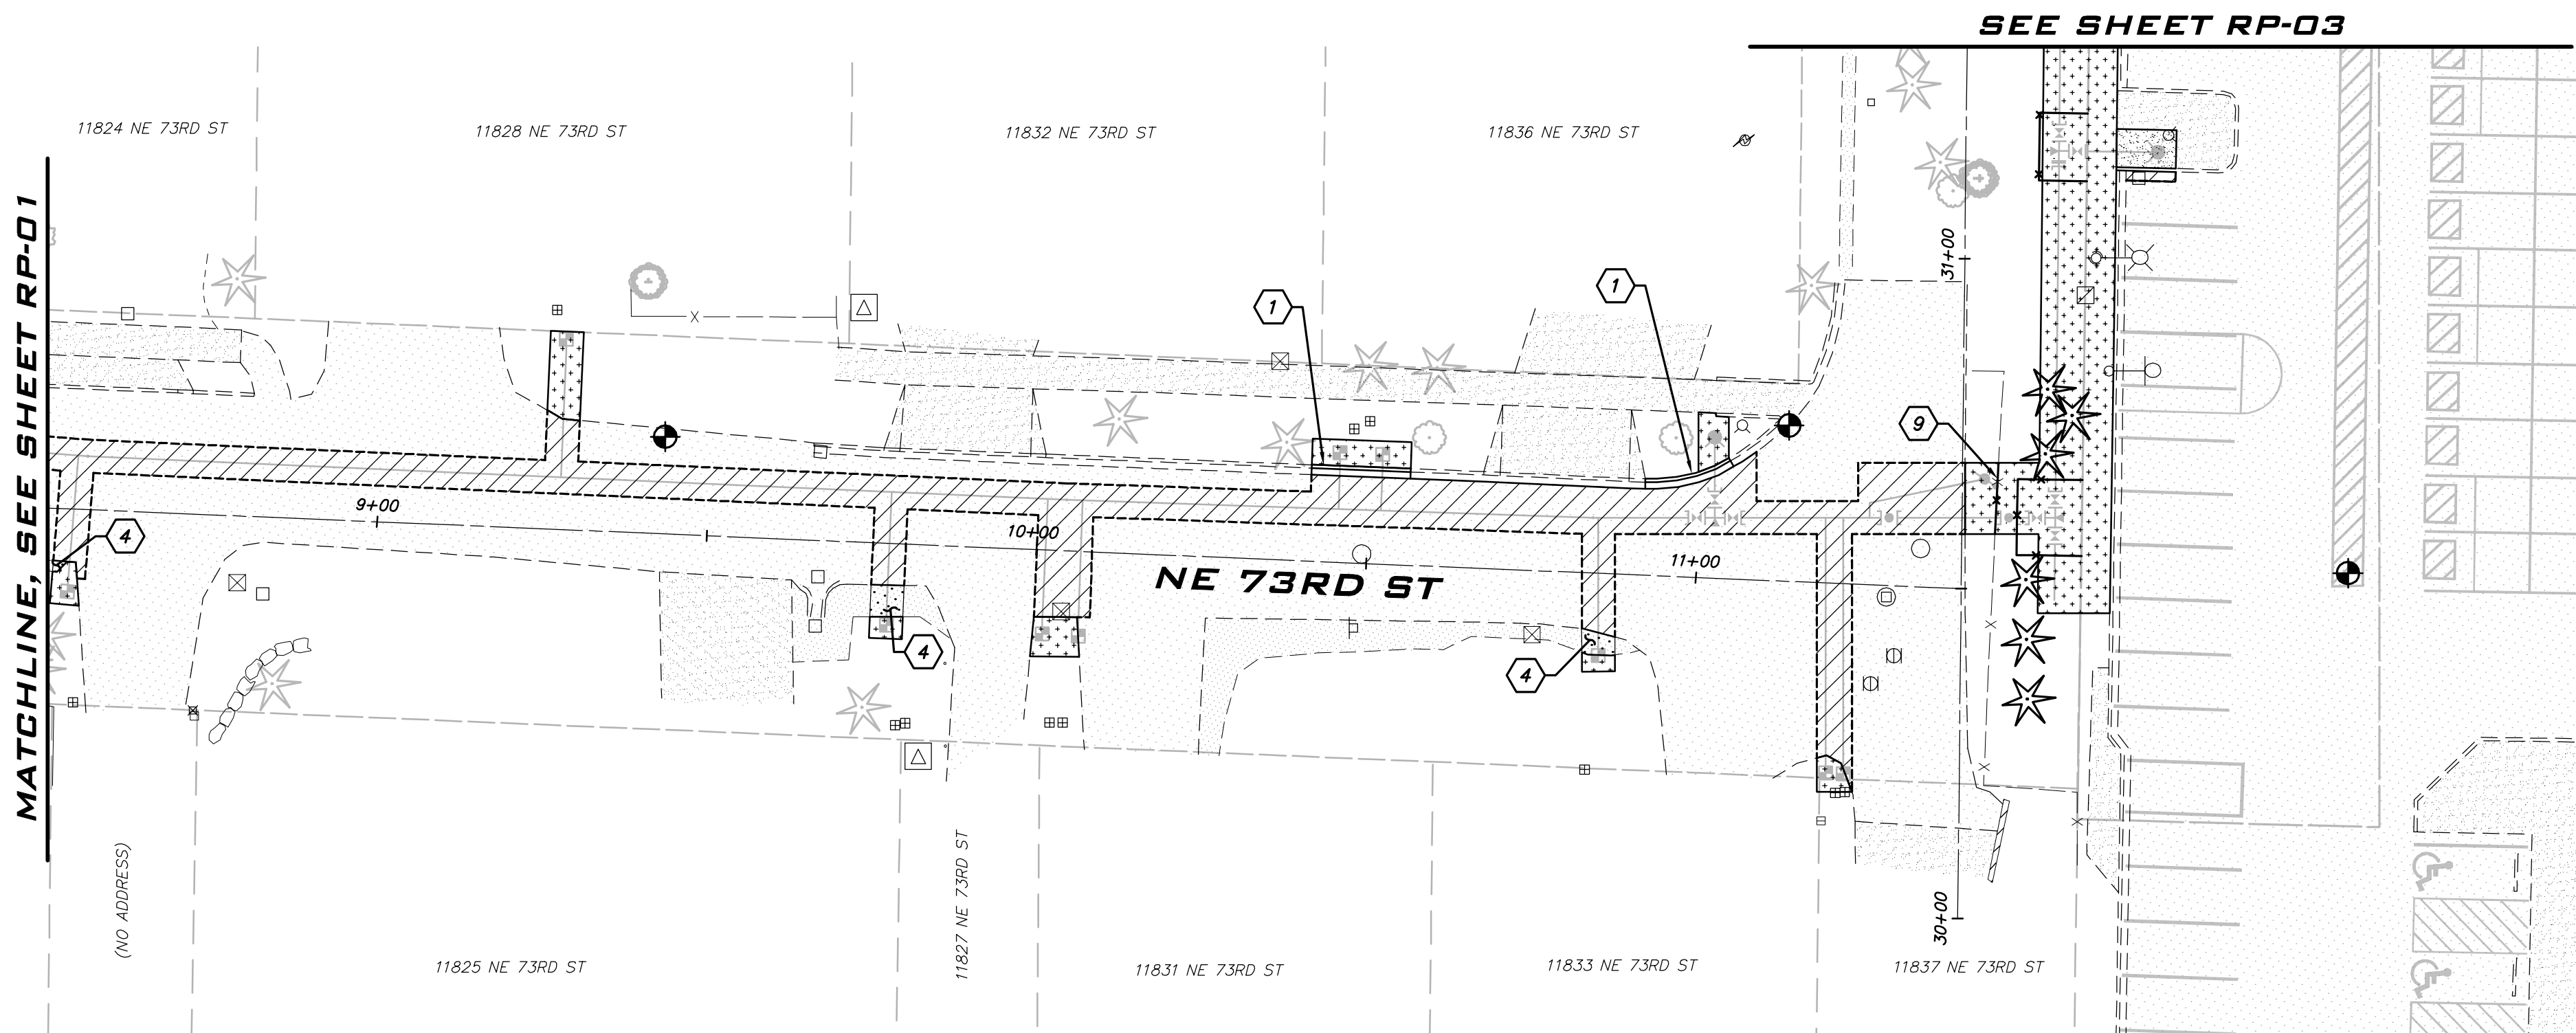 SEE SHEET RP-03
MATCHLINE, SEE SHEET RP-01
11824 NE 73RD ST
11828 NE 73RD ST
11832 NE 73RD ST
11836 NE 73RD ST
31+00
1
1
9
9+00
10+00
11+00
4
NE 73RD ST
4
4
30+00
(NO ADDRESS)
11825 NE 73RD ST
11827 NE 73RD ST
11831 NE 73RD ST
11833 NE 73RD ST
11837 NE 73RD ST